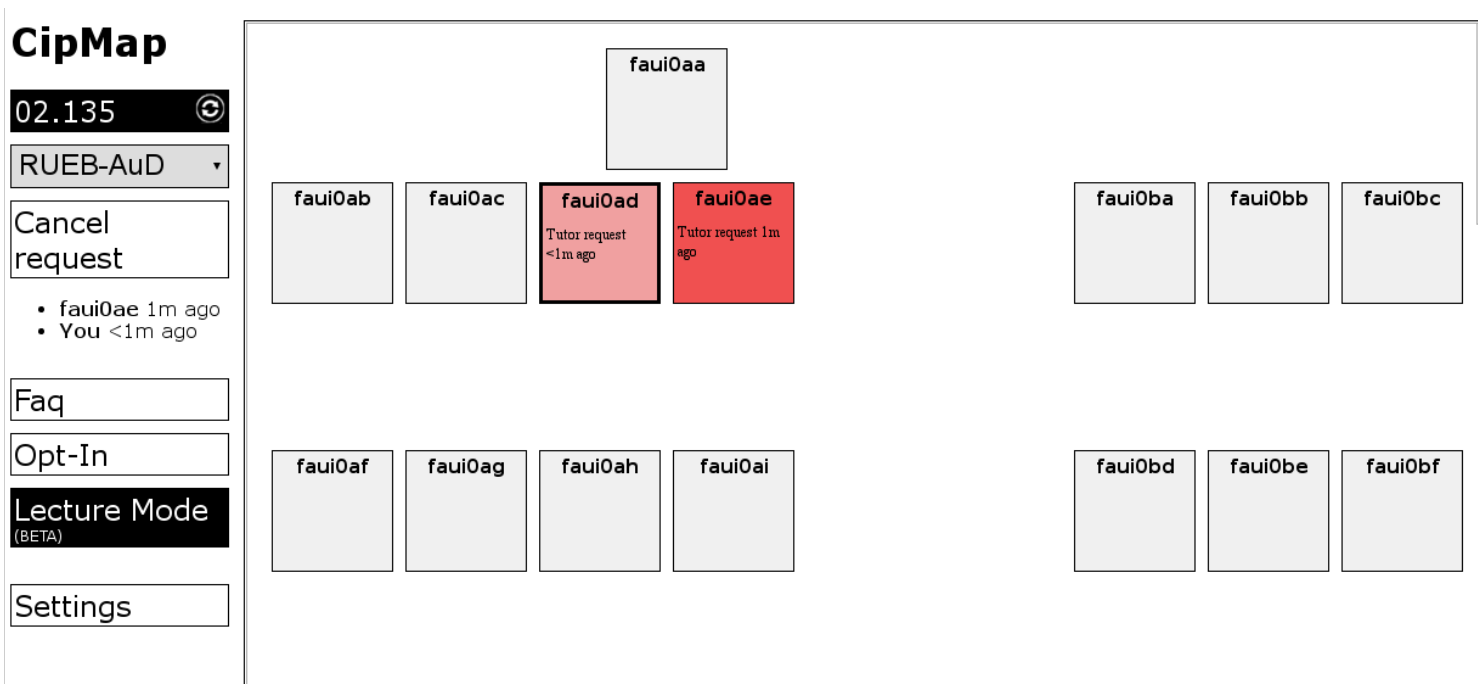 CipMap
02.135
RUEB-AuD
Cancel
request
faui0ae 1m ago
You <1m ago
Faq
Opt-In
Lecture Mode
(BETA)
Settings
faui0aa
faui0ab
faui0ac
faui0ad
Tutor request
<1m ago
faui0ae
Tutor request 1m
ago
faui0ba
faui0bb
faui0bc
faui0af
faui0ag
faui0ah
faui0ai
faui0bd
faui0be
faui0bf